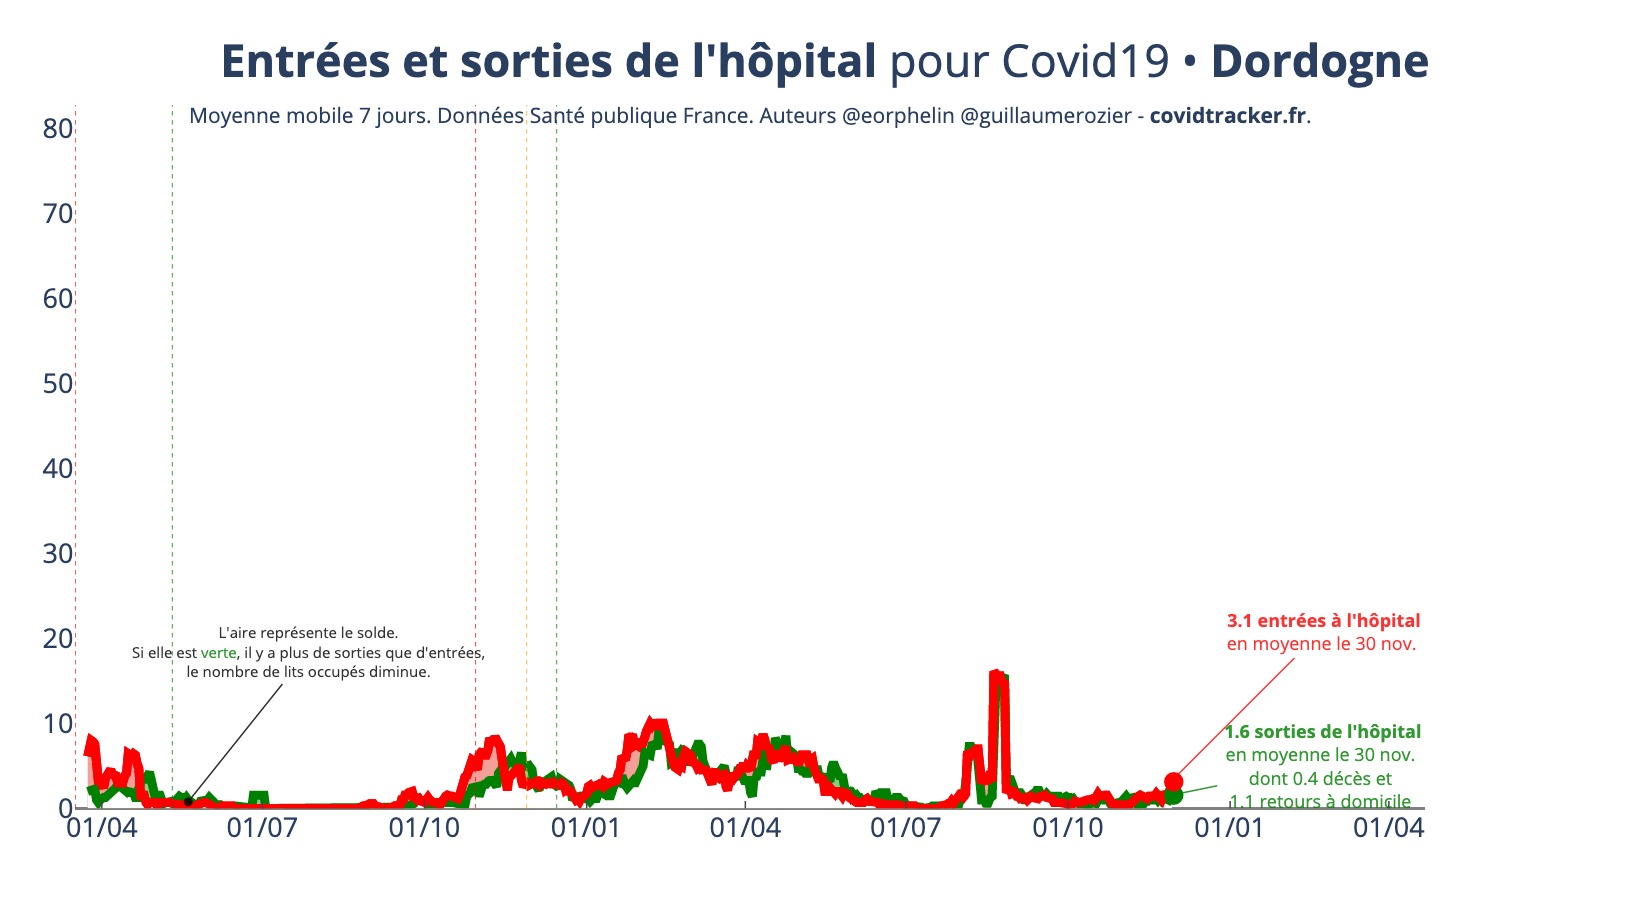 Entrées et sorties de l'hôpital pour Covid19 • Dordogne
Moyenne mobile 7 jours. Données Santé publique France. Auteurs @eorphelin @guillaumerozier - covidtracker.fr.
80
70
60
50
40
30
20
10
0
L'aire représente le solde.
Si elle est verte, il y a plus de sorties que d'entrées,
le nombre de lits occupés diminue.
3.1 entrées à l'hôpital
en moyenne le 30 nov.
1.6 sorties de l'hôpital
en moyenne le 30 nov.
dont 0.4 décès et
1.1 retours à domicile
01/04 01/07 01/10 01/01 01/04 01/07 01/10 01/01 01/04